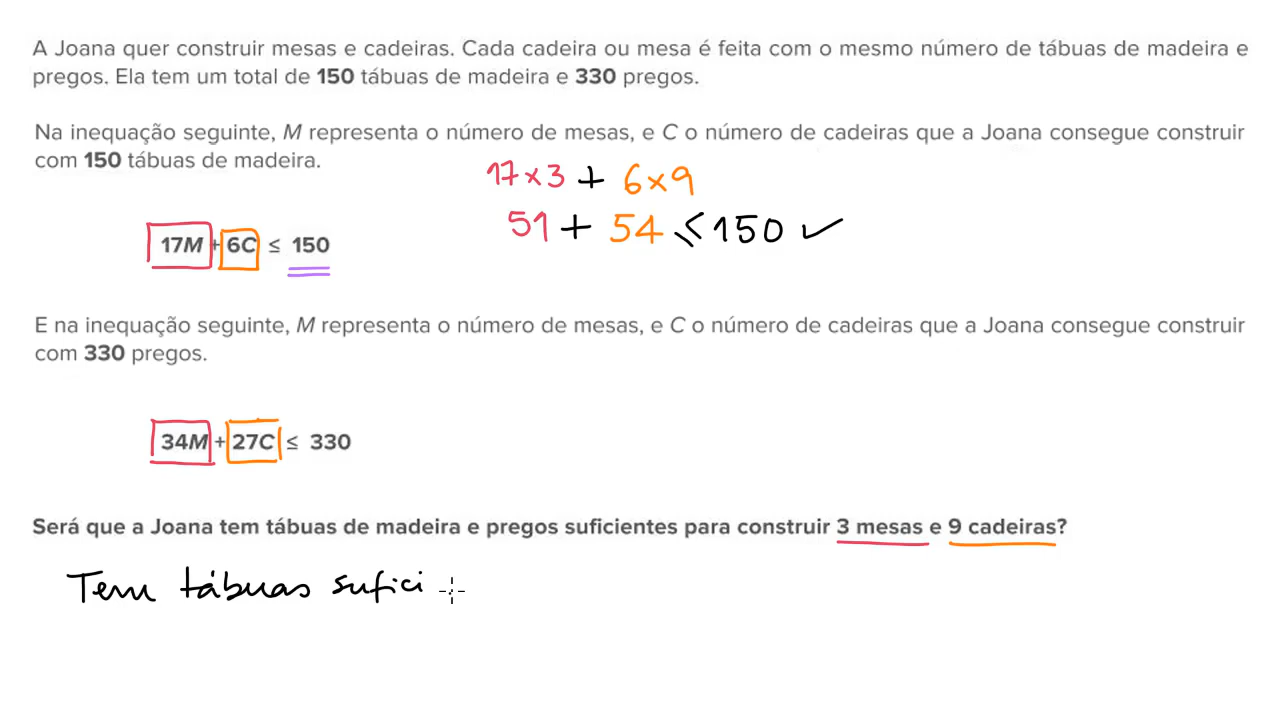 A Joana quer construir mesas e cadeiras. Cada cadeira ou mesa é feita com o mesmo número de tábuas de madeira e
pregos. Ela tem um total de 150 tábuas de madeira e 330 pregos.
Na inequação seguinte, M representa o número de mesas, e C o número de cadeiras que a Joana consegue construir
com 150 tábuas de madeira.
17×3 + 6×9
51 + 54 ≤ 150 ✓
17M + 6C ≤ 150
E na inequação seguinte, M representa o número de mesas, e C o número de cadeiras que a Joana consegue construir
com 330 pregos.
34M + 27C ≤ 330
Será que a Joana tem tábuas de madeira e pregos suficientes para construir 3 mesas e 9 cadeiras?
Tem tábuas sufici